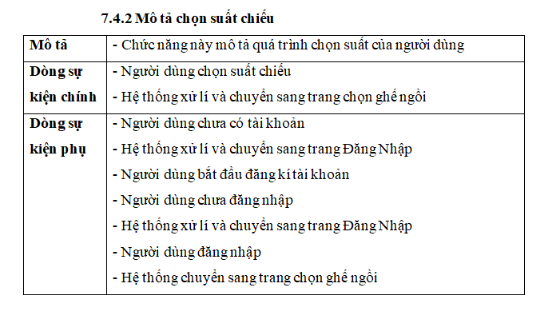 7.4.2 Mô tả chọn suất chiếu
Mô tả - Chức năng này mô tả quá trình chọn suất của người dùng
Dòng sự - Người dùng chọn suất chiếu
kiện chính - Hệ thống xử lí và chuyển sang trang chọn ghế ngồi
Dòng sự - Người dùng chưa có tài khoản
kiện phụ - Hệ thống xử lí và chuyển sang trang Đăng Nhập
- Người dùng bắt đầu đăng kí tài khoản
- Người dùng chưa đăng nhập
- Hệ thống xử lí và chuyển sang trang Đăng Nhập
- Người dùng đăng nhập
- Hệ thống chuyển sang trang chọn ghế ngồi